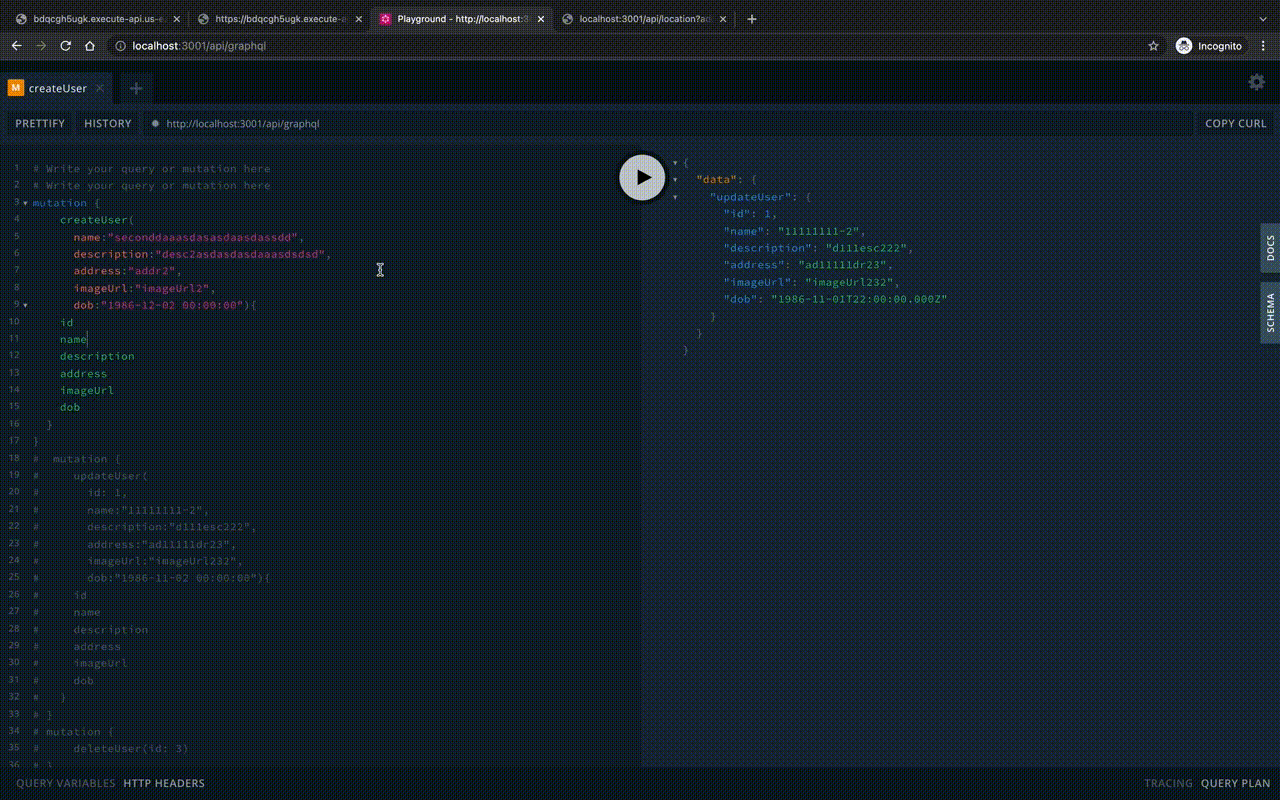 bdqcgh5ugk.execute-api.us-e
https://bdqcgh5ugk.execute-a
Playground - http://localhost:3
localhost:3001/api/location?ad
localhost:3001/api/graphql
Incognito
M createUser
PRETTIFY
HISTORY
http://localhost:3001/api/graphql
COPY CURL
1 # Write your query or mutation here
2 # Write your query or mutation here
3 mutation {
4 createUser(
5 name:"seconddaaasdasasdaasdassdd",
6 description:"desc2asdasdasdaaasdsdsd",
7 address:"addr2",
8 imageUrl:"imageUrl2",
9 dob:"1986-12-02 00:00:00"){
10 id
11 name
12 description
13 address
14 imageUrl
15 dob
16 }
17 }
18 # mutation {
19 # updateUser(
20 # id: 1,
21 # name:"11111111-2",
22 # description:"d111esc222",
23 # address:"ad11111dr23",
24 # imageUrl:"imageUrl232",
25 # dob:"1986-11-02 00:00:00"){
26 # id
27 # name
28 # description
29 # address
30 # imageUrl
31 # dob
32 # }
33 # }
34 # mutation {
35 # deleteUser(id: 3)
36 # }
{
"data": {
"updateUser": {
"id": 1,
"name": "11111111-2",
"description": "d111esc222",
"address": "ad11111dr23",
"imageUrl": "imageUrl232",
"dob": "1986-11-01T22:00:00.000Z"
}
}
}
DOCS
SCHEMA
QUERY VARIABLES
HTTP HEADERS
TRACING
QUERY PLAN